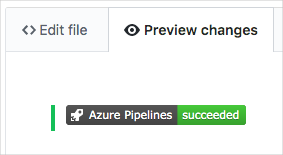 Edit file
Preview changes
Azure Pipelines succeeded